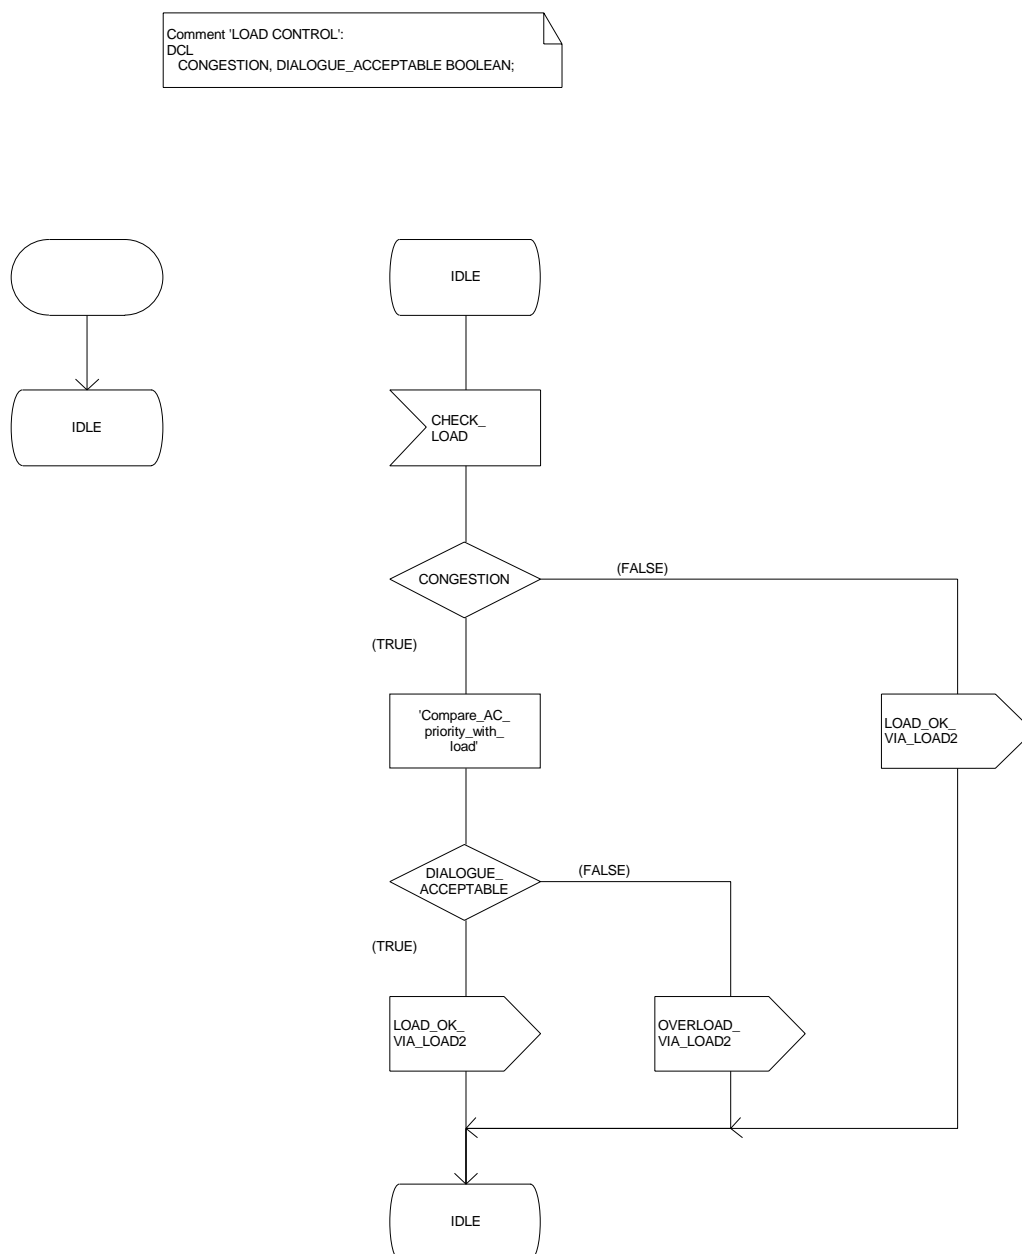 Comment 'LOAD CONTROL':
DCL
CONGESTION, DIALOGUE_ACCEPTABLE BOOLEAN;
IDLE
IDLE
CHECK_
LOAD
CONGESTION
(FALSE)
(TRUE)
'Compare_AC_
priority_with_
load'
LOAD_OK_
VIA_LOAD2
DIALOGUE_
ACCEPTABLE
(FALSE)
(TRUE)
LOAD_OK_
VIA_LOAD2
OVERLOAD_
VIA_LOAD2
IDLE